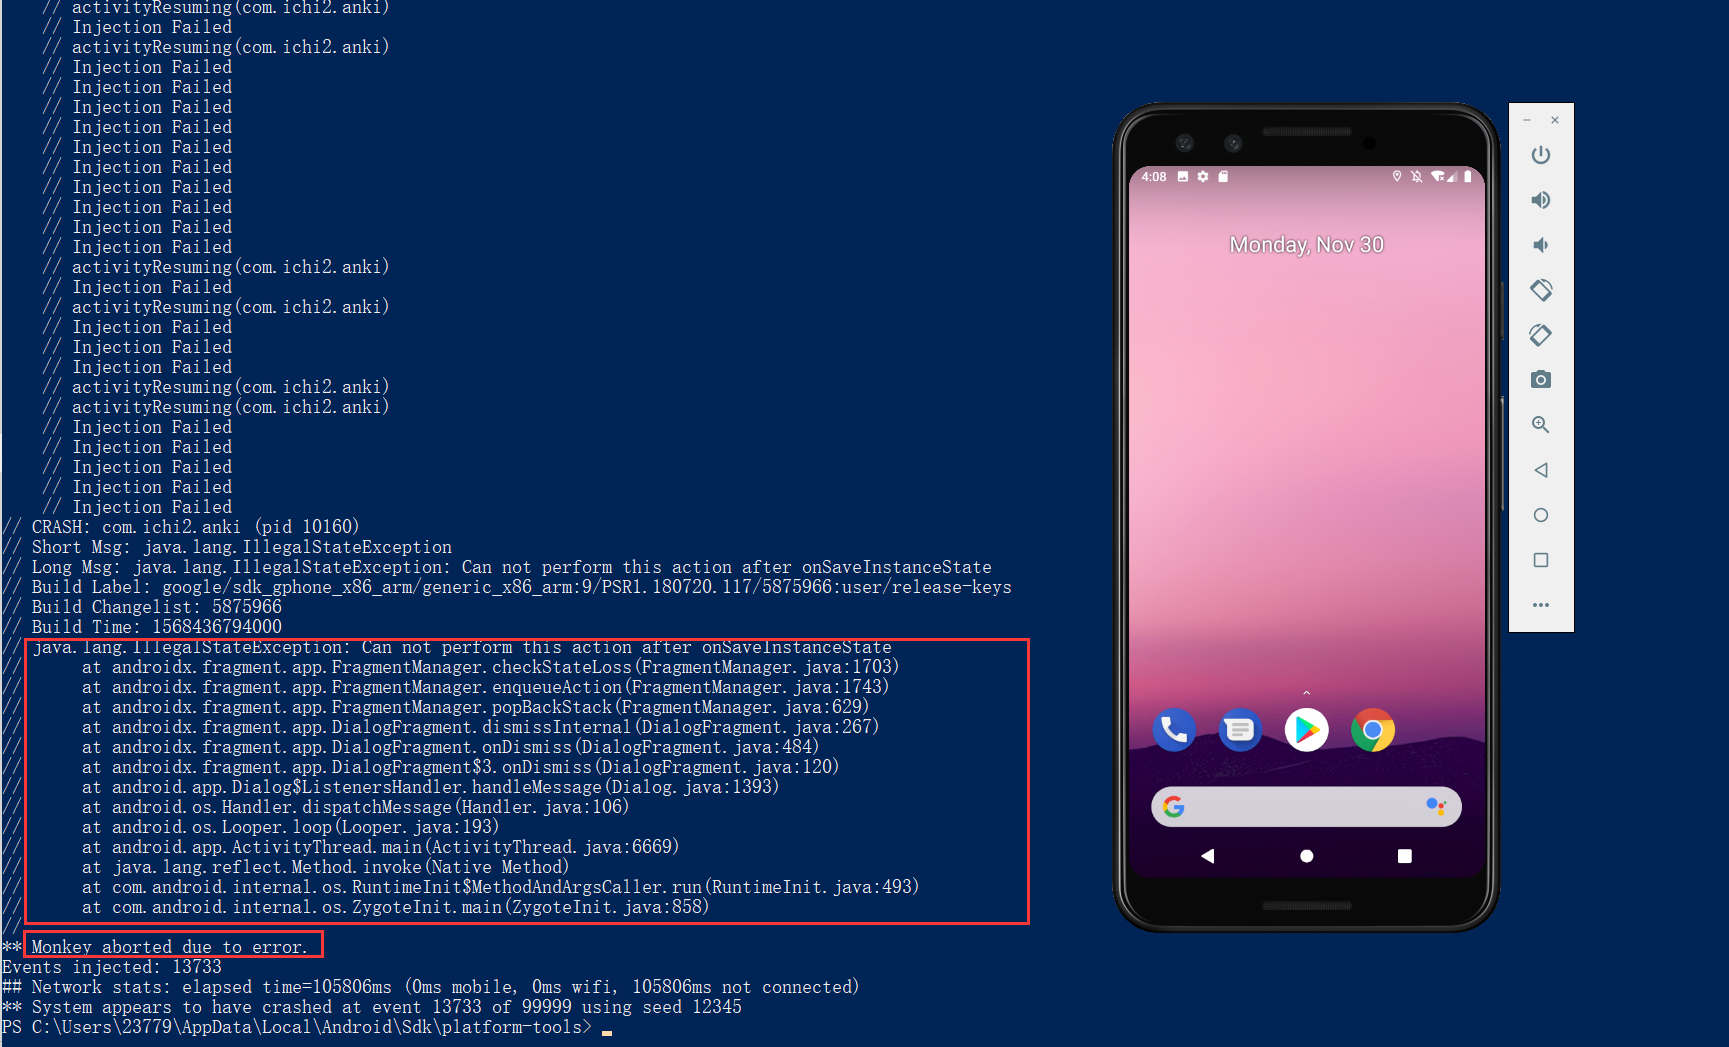 // activityResuming(com.ichi2.anki)
// Injection Failed
// activityResuming(com.ichi2.anki)
// Injection Failed
// Injection Failed
// Injection Failed
// Injection Failed
// Injection Failed
// Injection Failed
// Injection Failed
// Injection Failed
// Injection Failed
// Injection Failed
// activityResuming(com.ichi2.anki)
// Injection Failed
// activityResuming(com.ichi2.anki)
// Injection Failed
// Injection Failed
// Injection Failed
// activityResuming(com.ichi2.anki)
// activityResuming(com.ichi2.anki)
// Injection Failed
// Injection Failed
// Injection Failed
// Injection Failed
// Injection Failed
// CRASH: com.ichi2.anki (pid 10160)
// Short Msg: java.lang.IllegalStateException
// Long Msg: java.lang.IllegalStateException: Can not perform this action after onSaveInstanceState
// Build Label: google/sdk_gphone_x86_arm/generic_x86_arm:9/PSR1.180720.117/5875966:user/release-keys
// Build Changelist: 5875966
// Build Time: 1568436794000
// java.lang.IllegalStateException: Can not perform this action after onSaveInstanceState
// at androidx.fragment.app.FragmentManager.checkStateLoss(FragmentManager.java:1703)
// at androidx.fragment.app.FragmentManager.enqueueAction(FragmentManager.java:1743)
// at androidx.fragment.app.FragmentManager.popBackStack(FragmentManager.java:629)
// at androidx.fragment.app.DialogFragment.dismissInternal(DialogFragment.java:267)
// at androidx.fragment.app.DialogFragment.onDismiss(DialogFragment.java:484)
// at androidx.fragment.app.DialogFragment$3.onDismiss(DialogFragment.java:120)
// at android.app.Dialog$ListenersHandler.handleMessage(Dialog.java:1393)
// at android.os.Handler.dispatchMessage(Handler.java:106)
// at android.os.Looper.loop(Looper.java:193)
// at android.app.ActivityThread.main(ActivityThread.java:6669)
// at java.lang.reflect.Method.invoke(Native Method)
// at com.android.internal.os.RuntimeInit$MethodAndArgsCaller.run(RuntimeInit.java:493)
// at com.android.internal.os.ZygoteInit.main(ZygoteInit.java:858)
//
** Monkey aborted due to error.
Events injected: 13733
## Network stats: elapsed time=105806ms (0ms mobile, 0ms wifi, 105806ms not connected)
** System appears to have crashed at event 13733 of 99999 using seed 12345
PS C:\Users\23779\AppData\Local\Android\Sdk\platform-tools>
4:08
Monday, Nov 30